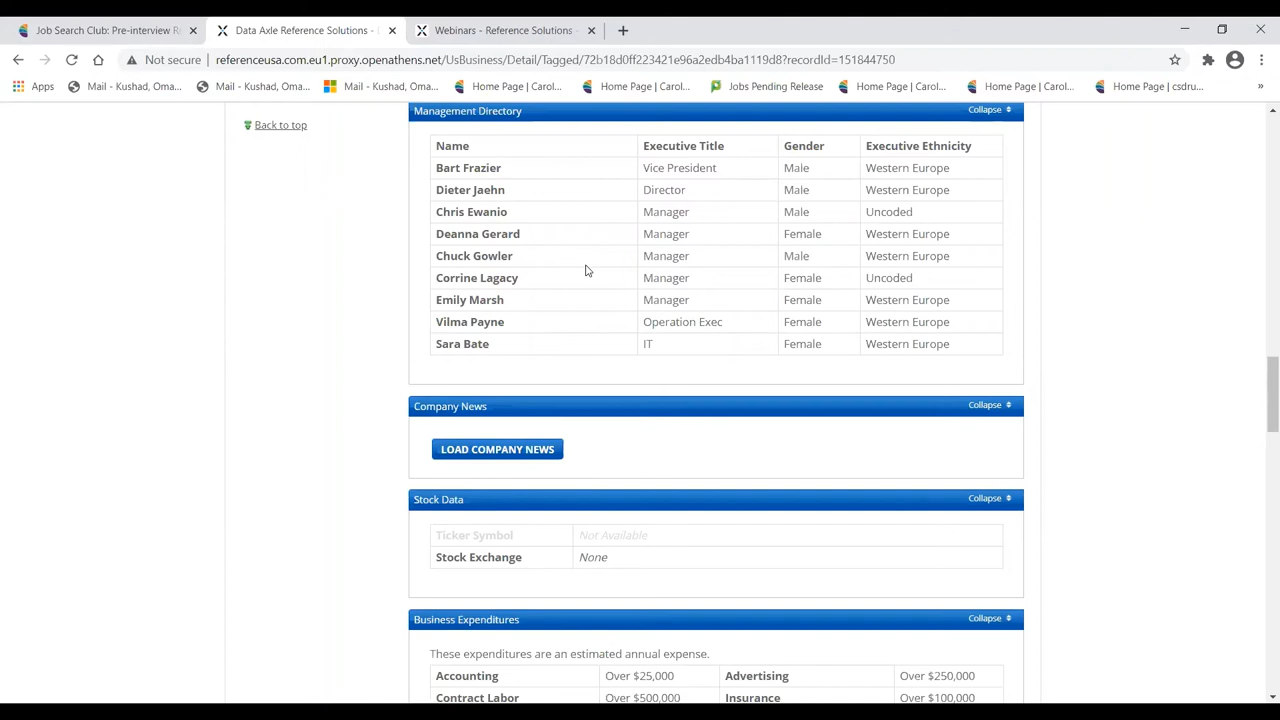 Job Search Club: Pre-interview R
Data Axle Reference Solutions -
Webinars - Reference Solutions -
Not secure
referenceusa.com.eu1.proxy.openathens.net/UsBusiness/Detail/Tagged/72b18d0ff223421e96a2edb4ba1119d8?recordId=151844750
Apps
Mail - Kushad, Oma...
Mail - Kushad, Oma...
Mail - Kushad, Oma...
Home Page | Carol...
Home Page | Carol...
Jobs Pending Release
Home Page | Carol...
Home Page | Carol...
Home Page | csdru...
»
Back to top
Management Directory Collapse
Name Executive Title Gender Executive Ethnicity
Bart Frazier Vice President Male Western Europe
Dieter Jaehn Director Male Western Europe
Chris Ewanio Manager Male Uncoded
Deanna Gerard Manager Female Western Europe
Chuck Gowler Manager Male Western Europe
Corrine Lagacy Manager Female Uncoded
Emily Marsh Manager Female Western Europe
Vilma Payne Operation Exec Female Western Europe
Sara Bate IT Female Western Europe
Company News Collapse
LOAD COMPANY NEWS
Stock Data Collapse
Ticker Symbol Not Available
Stock Exchange None
Business Expenditures Collapse
These expenditures are an estimated annual expense.
Accounting Over $25,000 Advertising Over $250,000
Contract Labor Over $500,000 Insurance Over $100,000